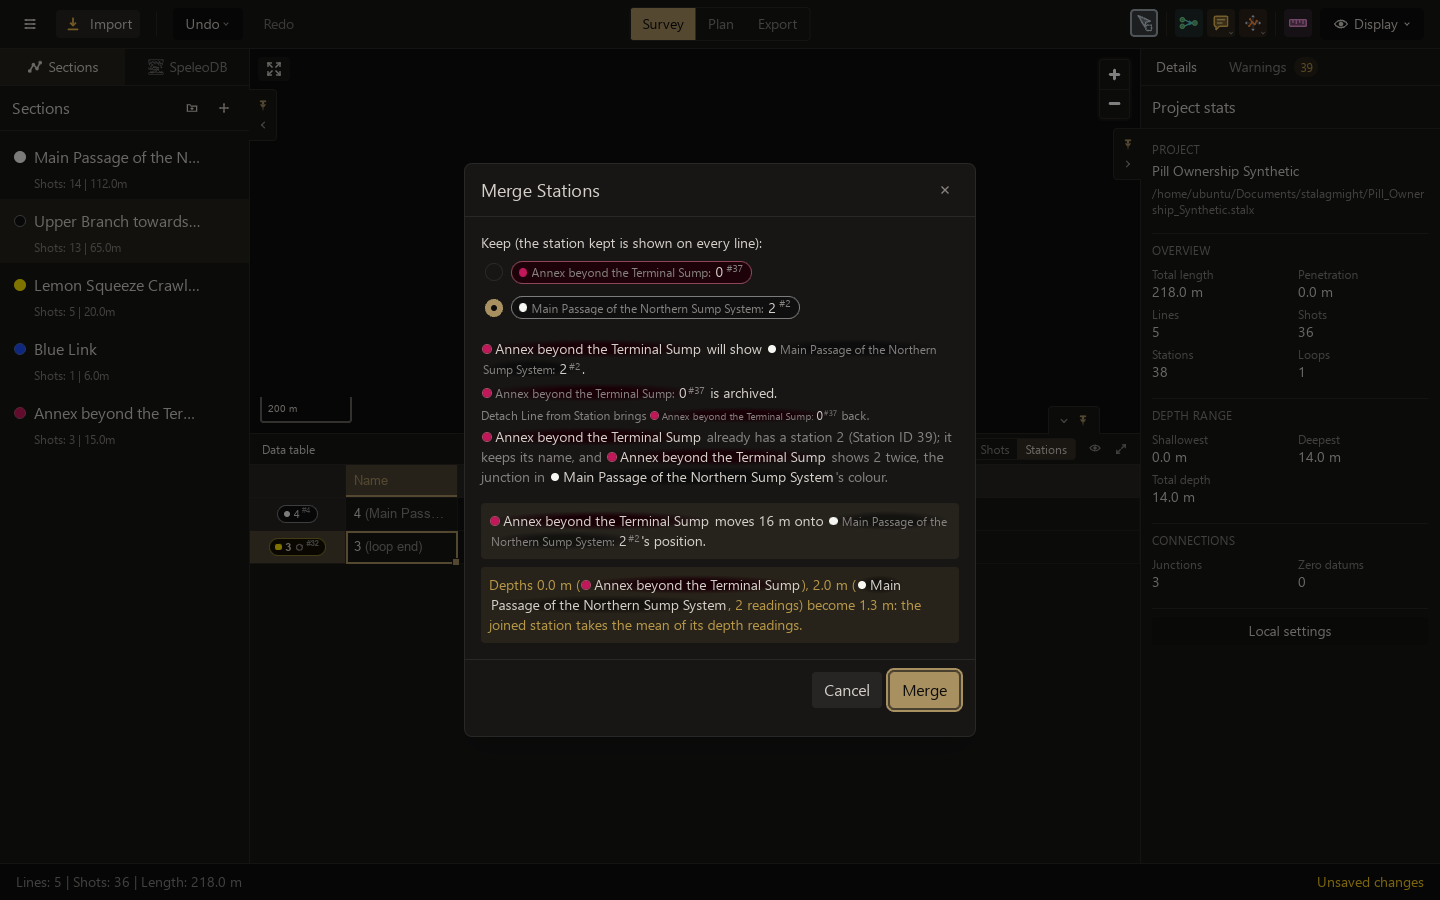 Import
Undo
Redo
Survey
Plan
Export
Display
Sections
SpeleoDB
Details
Warnings 39
Sections
Main Passage of the N...
Shots: 14 | 112.0m
Upper Branch towards...
Shots: 13 | 65.0m
Lemon Squeeze Crawl...
Shots: 5 | 20.0m
Blue Link
Shots: 1 | 6.0m
Annex beyond the Ter...
Shots: 3 | 15.0m
200 m
Data table
Shots
Stations
Name
4 #4
4 (Main Pass...
3 #32
3 (loop end)
Merge Stations
Keep (the station kept is shown on every line):
Annex beyond the Terminal Sump: 0 #37
Main Passage of the Northern Sump System: 2 #2
Annex beyond the Terminal Sump will show Main Passage of the Northern
Sump System: 2 #2.
Annex beyond the Terminal Sump: 0 #37 is archived.
Detach Line from Station brings Annex beyond the Terminal Sump: 0 #37 back.
Annex beyond the Terminal Sump already has a station 2 (Station ID 39); it
keeps its name, and Annex beyond the Terminal Sump shows 2 twice, the
junction in Main Passage of the Northern Sump System's colour.
Annex beyond the Terminal Sump moves 16 m onto Main Passage of the
Northern Sump System: 2 #2's position.
Depths 0.0 m (Annex beyond the Terminal Sump), 2.0 m (Main
Passage of the Northern Sump System, 2 readings) become 1.3 m: the
joined station takes the mean of its depth readings.
Cancel
Merge
Project stats
PROJECT
Pill Ownership Synthetic
/home/ubuntu/Documents/stalagmight/Pill_Owner
ship_Synthetic.stalx
OVERVIEW
Total length
Penetration
218.0 m
0.0 m
Lines
Shots
5
36
Stations
Loops
38
1
DEPTH RANGE
Shallowest
Deepest
0.0 m
14.0 m
Total depth
14.0 m
CONNECTIONS
Junctions
Zero datums
3
0
Local settings
Lines: 5 | Shots: 36 | Length: 218.0 m
Unsaved changes